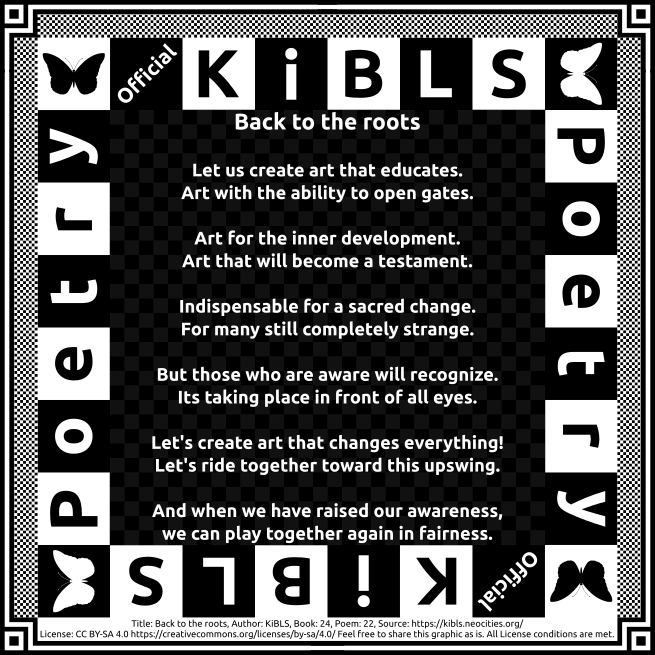 Official KiBLS
Poetry
Poetry
Back to the roots
Let us create art that educates.
Art with the ability to open gates.
Art for the inner development.
Art that will become a testament.
Indispensable for a sacred change.
For many still completely strange.
But those who are aware will recognize.
Its taking place in front of all eyes.
Let's create art that changes everything!
Let's ride together toward this upswing.
And when we have raised our awareness,
we can play together again in fairness.
Official KiBLS
Title: Back to the roots, Author: KiBLS, Book: 24, Poem: 22, Source: https://kibls.neocities.org/
License: CC BY-SA 4.0 https://creativecommons.org/licenses/by-sa/4.0/ Feel free to share this graphic as is. All License conditions are met.